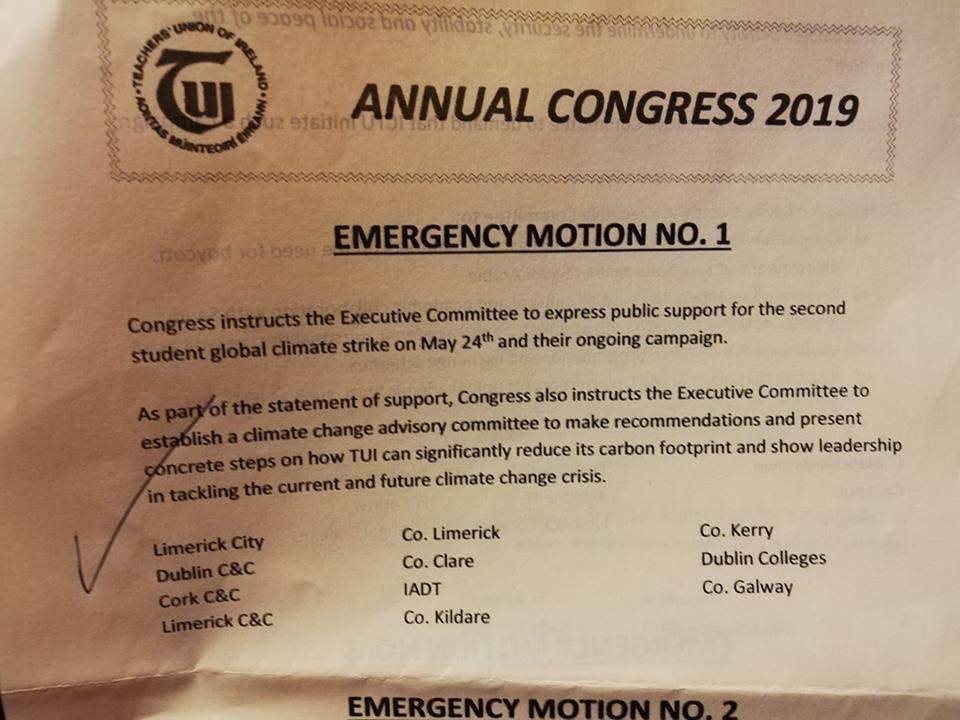 TEACHERS' UNION OF IRELAND
TUI
AONTAS MÚINTEOIRÍ ÉIREANN
ANNUAL CONGRESS 2019
EMERGENCY MOTION NO. 1
Congress instructs the Executive Committee to express public support for the second
student global climate strike on May 24th and their ongoing campaign.
As part of the statement of support, Congress also instructs the Executive Committee to
establish a climate change advisory committee to make recommendations and present
concrete steps on how TUI can significantly reduce its carbon footprint and show leadership
in tackling the current and future climate change crisis.
Limerick City Co. Limerick Co. Kerry
Dublin C&C Co. Clare Dublin Colleges
Cork C&C IADT Co. Galway
Limerick C&C Co. Kildare
EMERGENCY MOTION NO. 2